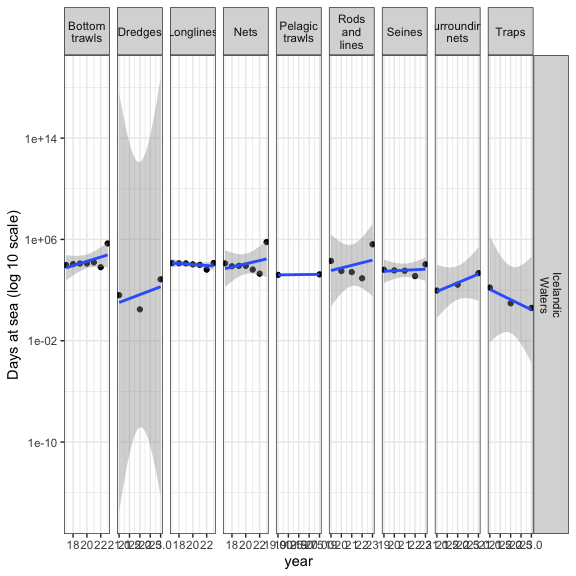 Bottom
trawls
Dredges
Longlines
Nets
Pelagic
trawls
Rods
and
lines
Seines
nets
Traps
Days at sea (log 10 scale)
1e+14
1e+06
1e-02
1e-10
Icelandic
Waters
year